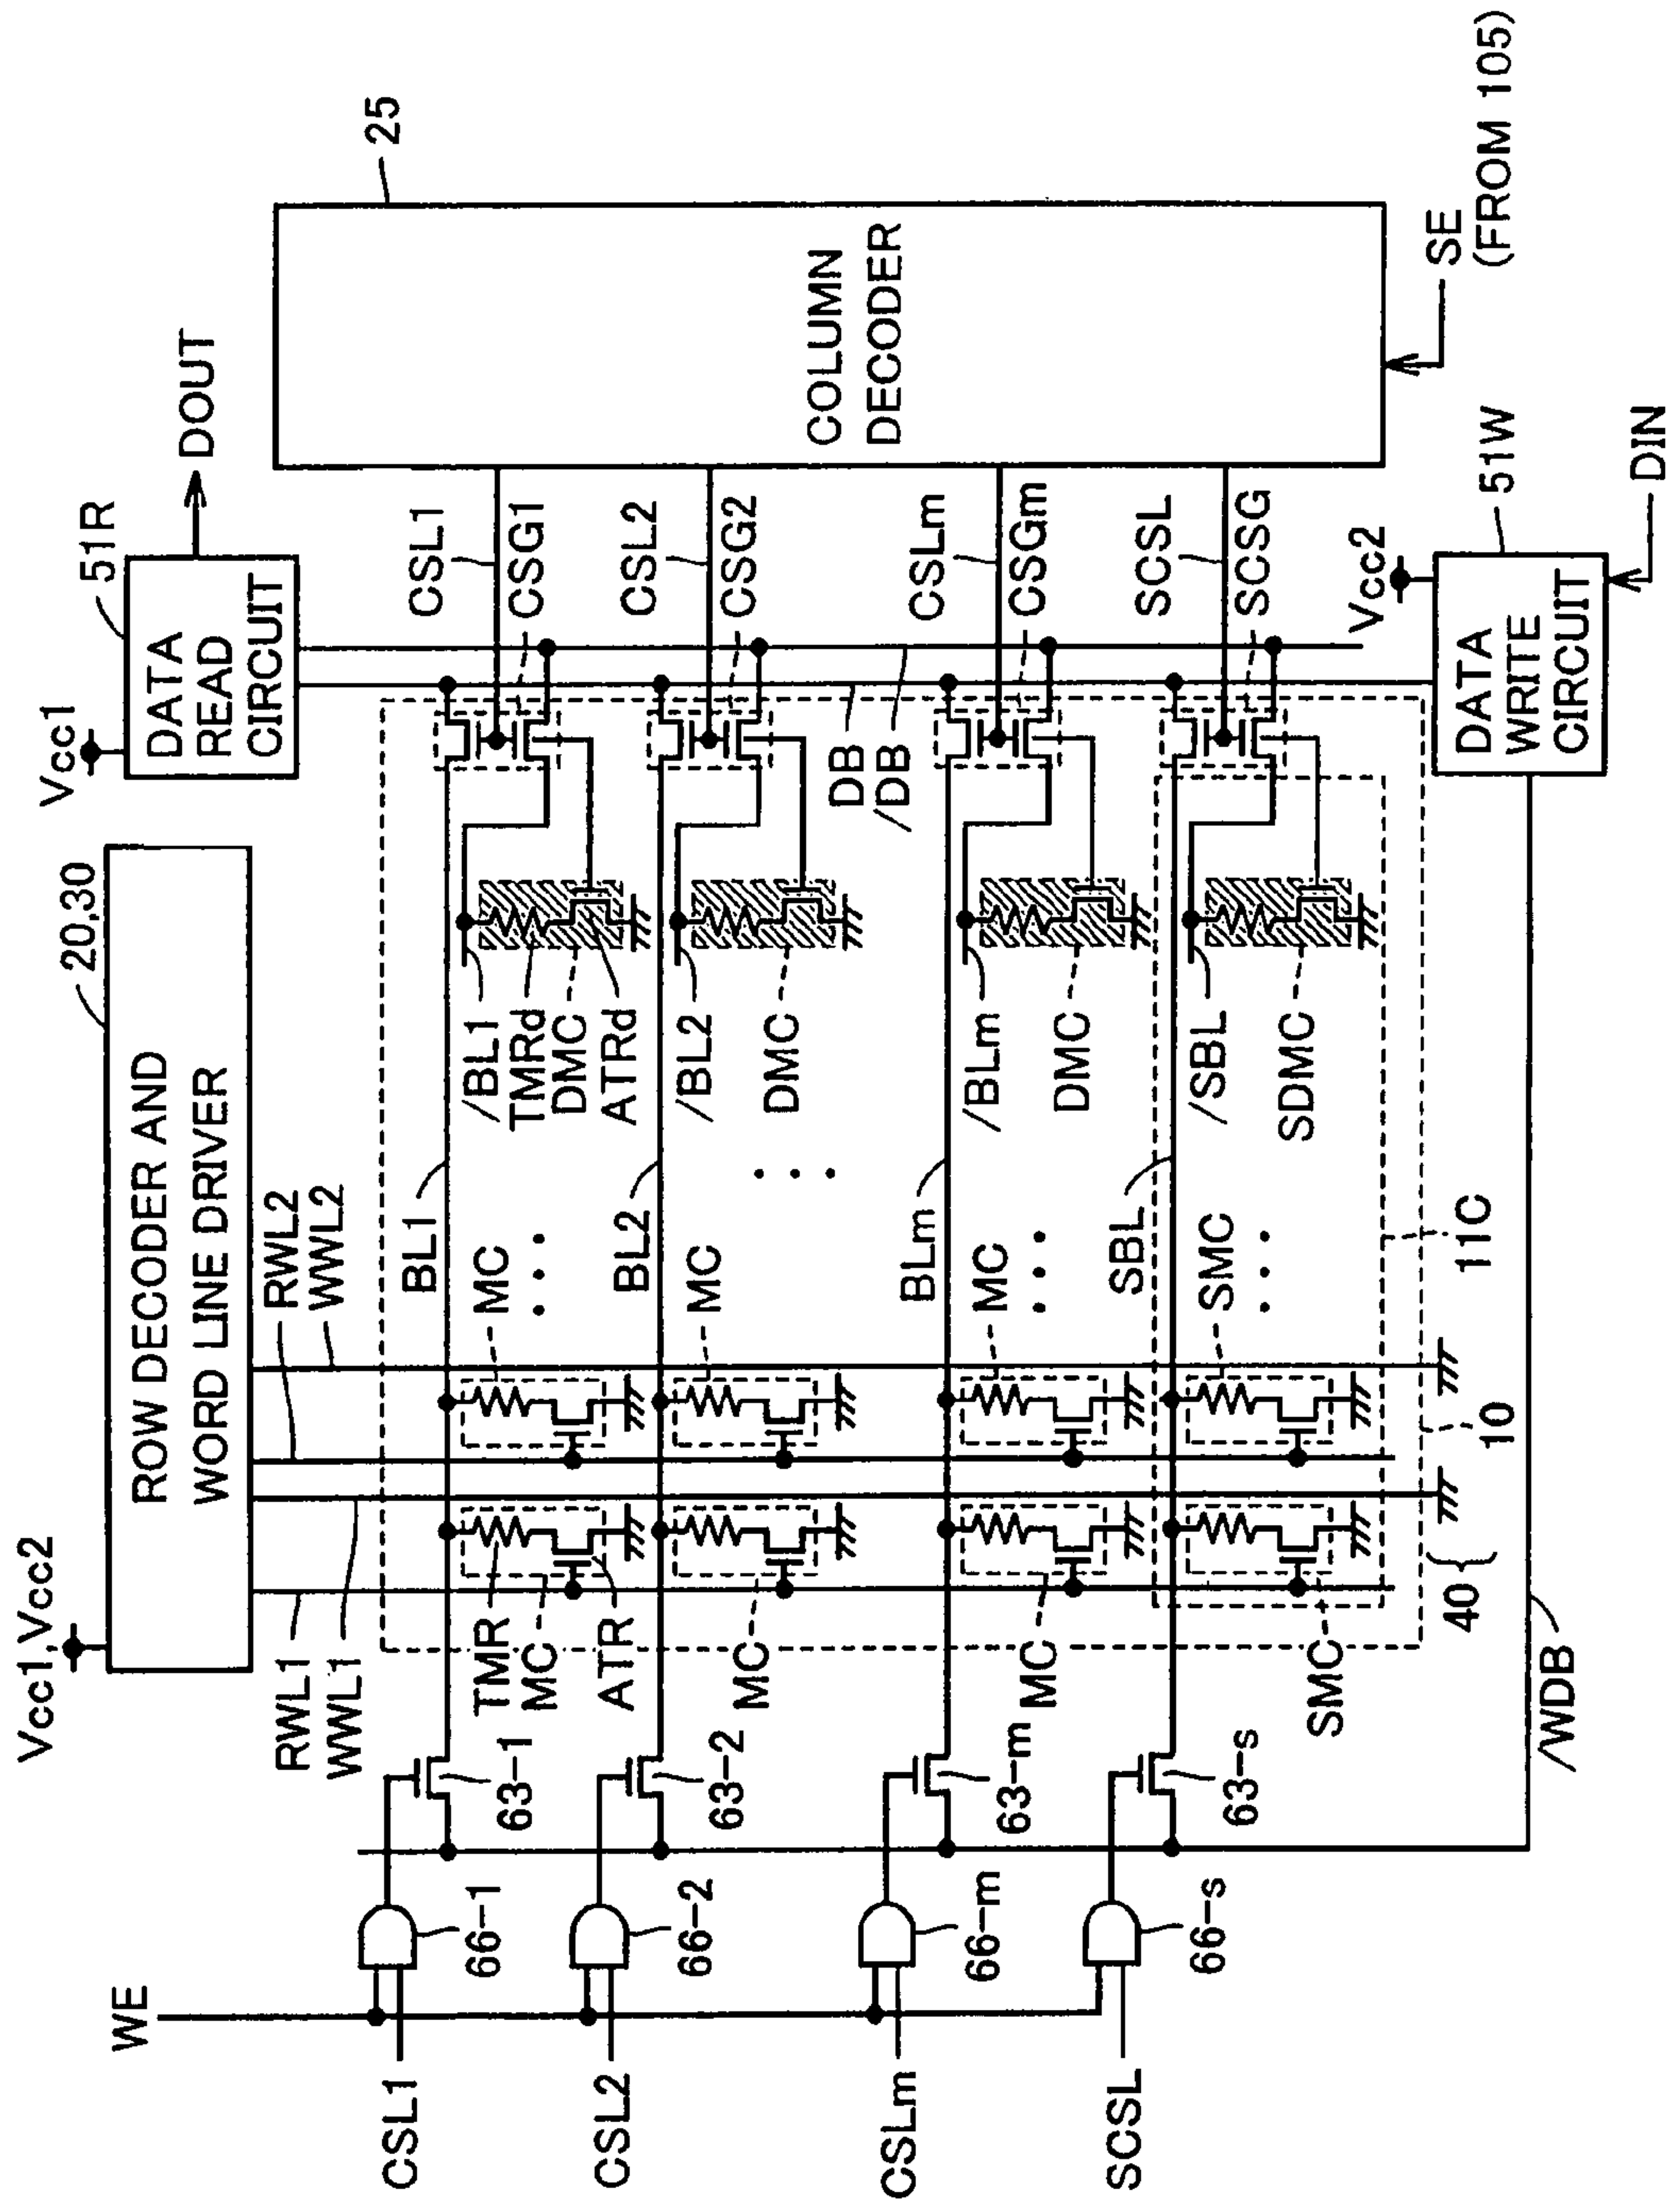 Vcc1,Vcc2
20,30
ROW DECODER AND
WORD LINE DRIVER
Vcc1
51R
DATA
READ
CIRCUIT
DOUT
25
COLUMN
DECODER
SE
(FROM 105)
RWL1
WWL1
RWL2
WWL2
WE
CSL1
66-1
63-1
TMR
MC
ATR
BL1
MC
/BL1
TMRd
DMC
ATRd
CSL1
CSG1
CSL2
66-2
63-2
MC
BL2
MC
/BL2
DMC
CSL2
CSG2
DB
/DB
CSLm
66-m
63-m
MC
BLm
MC
/BLm
DMC
CSLm
CSGm
SCSL
66-s
63-s
SMC
SBL
SMC
/SBL
SDMC
SCSL
SCSG
Vcc2
40
10
11C
/WDB
DATA
WRITE
CIRCUIT
51W
DIN